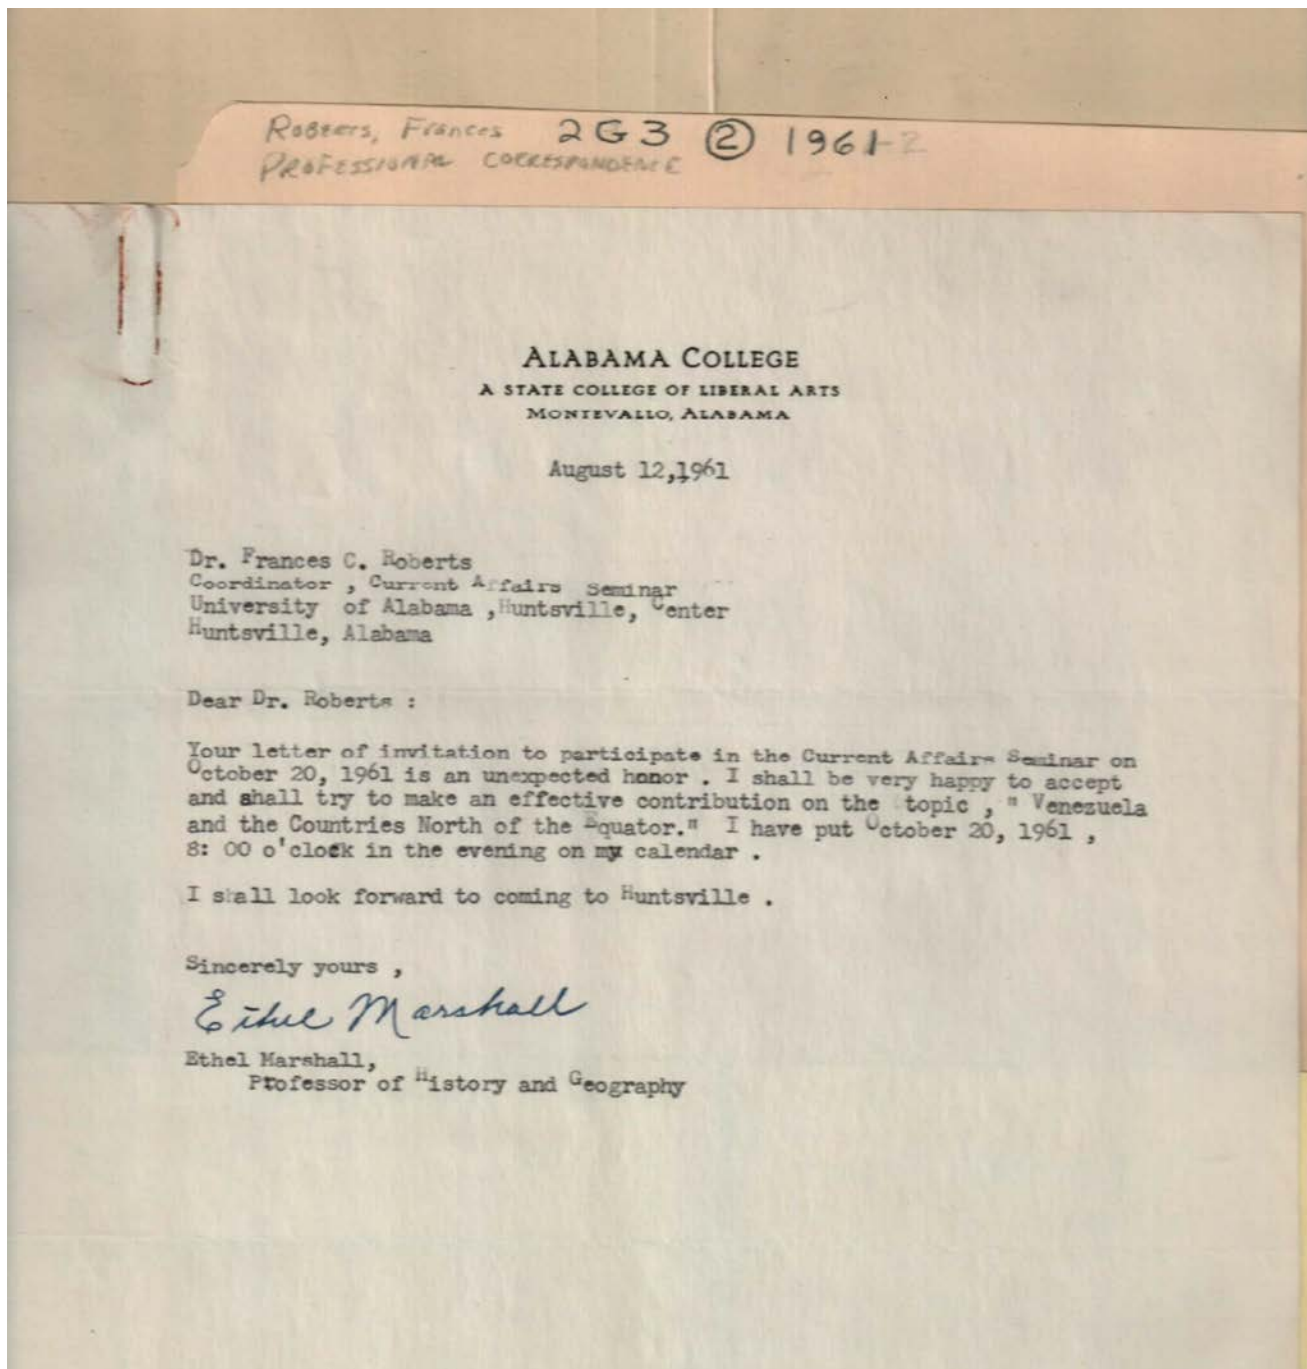 Roberts, Frances 2G3 ② 1961-2
PROFESSIONAL CORRESPONDENCE
ALABAMA COLLEGE
A STATE COLLEGE OF LIBERAL ARTS
MONTEVALLO, ALABAMA
August 12,1961
Dr. Frances C. Roberts
Coordinator , Current Affairs Seminar
University of Alabama ,Huntsville, Center
Huntsville, Alabama
Dear Dr. Roberts :
Your letter of invitation to participate in the Current Affairs Seminar on
October 20, 1961 is an unexpected honor . I shall be very happy to accept
and shall try to make an effective contribution on the topic , " Venezuela
and the Countries North of the Equator." I have put October 20, 1961 ,
8: 00 o'clock in the evening on my calendar .
I shall look forward to coming to Huntsville .
Sincerely yours ,
Ethel Marshall
Ethel Marshall,
Professor of History and Geography